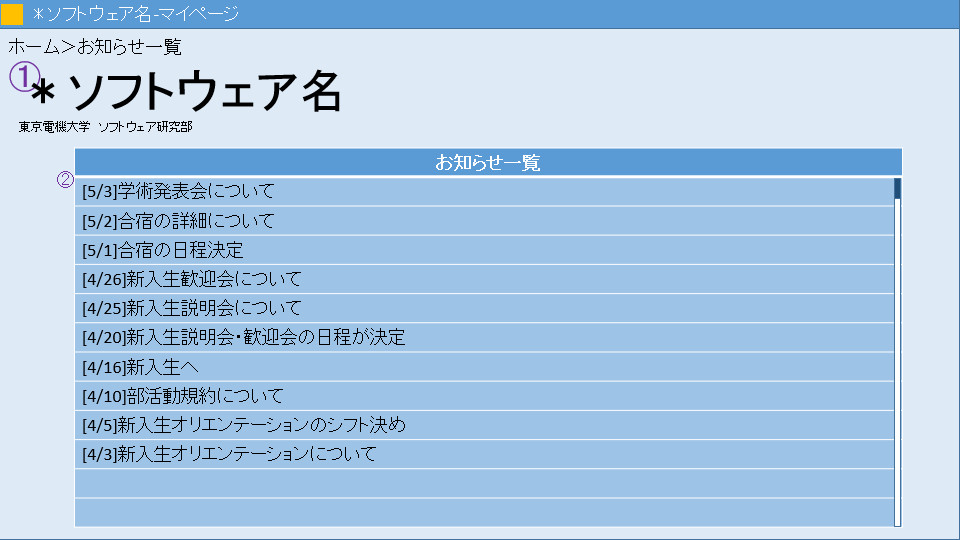 ＊ソフトウェア名-マイページ
ホーム＞お知らせ一覧
①
＊ソフトウェア名
東京電機大学　ソフトウェア研究部
お知らせ一覧
②
[5/3]学術発表会について
[5/2]合宿の詳細について
[5/1]合宿の日程決定
[4/26]新入生歓迎会について
[4/25]新入生説明会について
[4/20]新入生説明会・歓迎会の日程が決定
[4/16]新入生へ
[4/10]部活動規約について
[4/5]新入生オリエンテーションのシフト決め
[4/3]新入生オリエンテーションについて